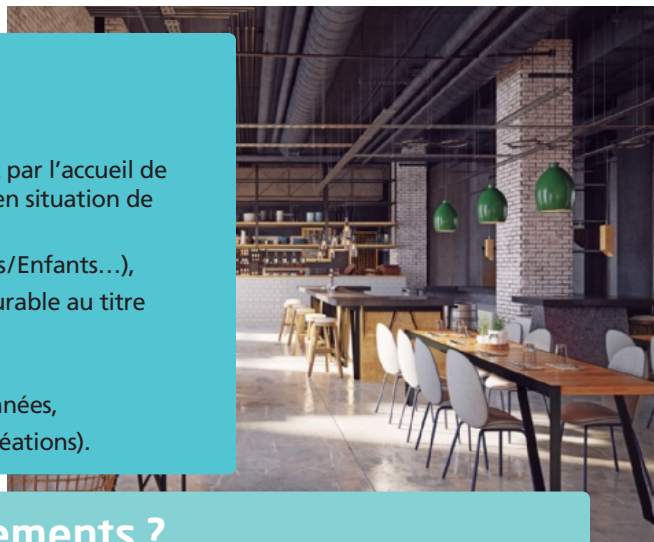 par l’accueil de
en situation de
s/Enfants…),
urable au titre
nées,
éations).
ements ?